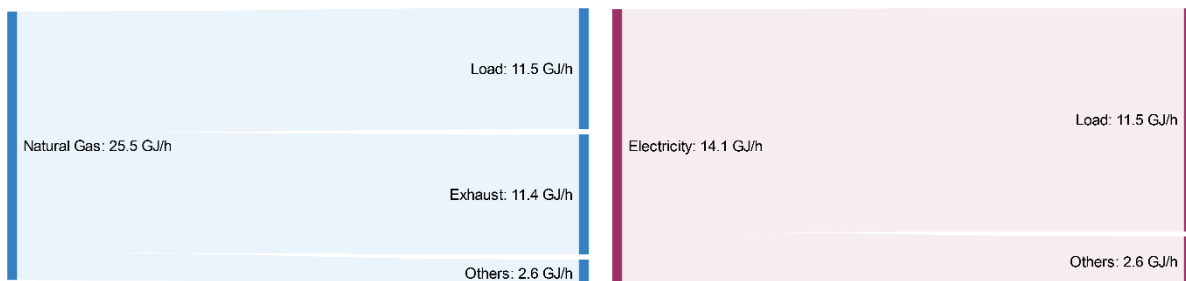 Load: 11.5 GJ/h
Natural Gas: 25.5 GJ/h
Exhaust: 11.4 GJ/h
Others: 2.6 GJ/h
Load: 11.5 GJ/h
Electricity: 14.1 GJ/h
Others: 2.6 GJ/h